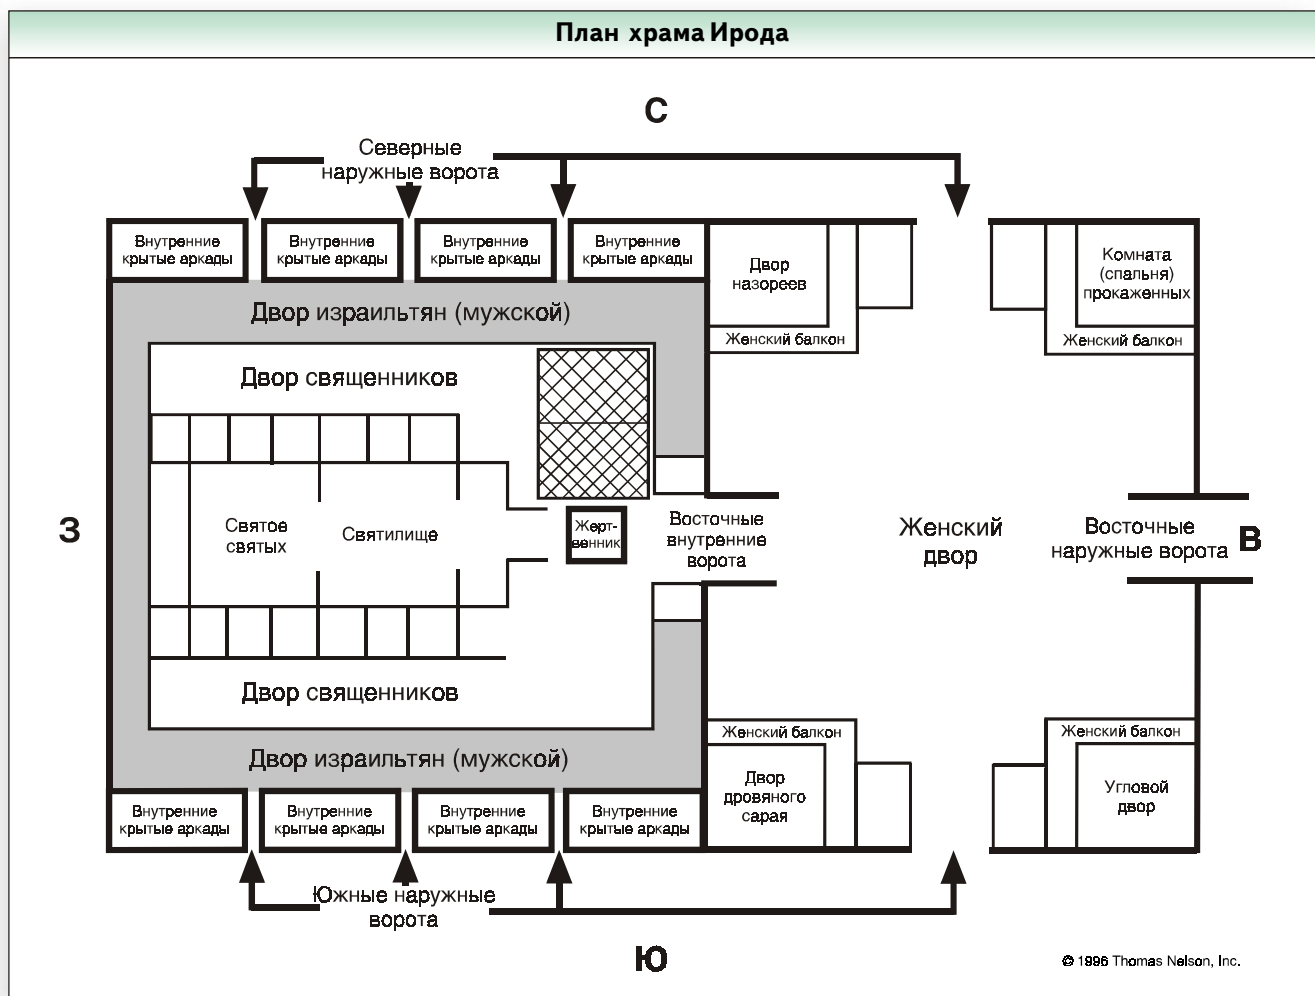 План храма Ирода
С
Северные
наружные ворота
Внутренние
крытые аркады
Внутренние
крытые аркады
Внутренние
крытые аркады
Внутренние
крытые аркады
Двор
назореев
Женский балкон
Комната
(спальня)
прокаженных
Женский балкон
Двор израильтян (мужской)
Двор священников
З
Святое
святых
Святилище
Жерт-
венник
Восточные
внутренние
ворота
Женский
двор
Восточные
наружные ворота
В
Двор священников
Двор израильтян (мужской)
Женский балкон
Двор
дровяного
сарая
Женский балкон
Угловой
двор
Внутренние
крытые аркады
Внутренние
крытые аркады
Внутренние
крытые аркады
Внутренние
крытые аркады
Южные наружные
ворота
Ю
© 1996 Thomas Nelson, Inc.